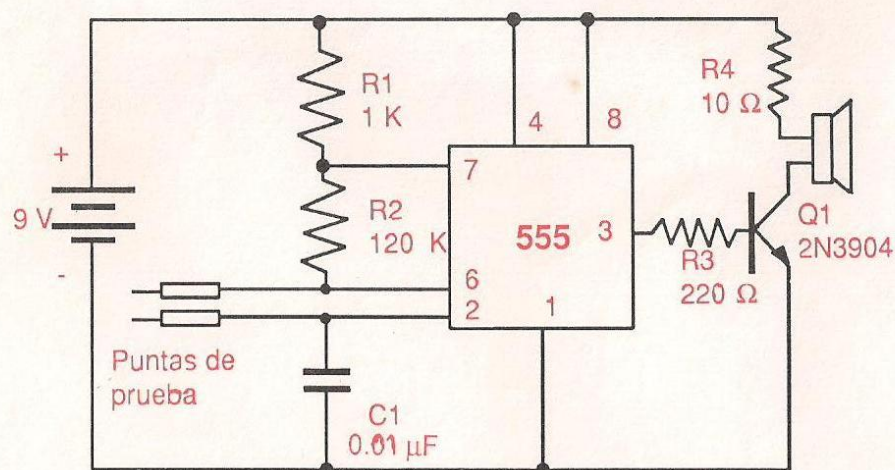 R1
1 K
R4
10 Ω
4
8
+
7
9 V
R2
120 K
555
3
Q1
2N3904
-
6
R3
220 Ω
2
1
Puntas de
prueba
C1
0.01 µF